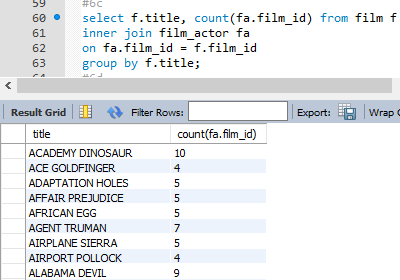 59 #6c
60 select f.title, count(fa.film_id) from film f
61 inner join film_actor fa
62 on fa.film_id = f.film_id
63 group by f.title;
64 #6d
Result Grid Filter Rows: Export: Wrap C
title count(fa.film_id)
ACADEMY DINOSAUR 10
ACE GOLDFINGER 4
ADAPTATION HOLES 5
AFFAIR PREJUDICE 5
AFRICAN EGG 5
AGENT TRUMAN 7
AIRPLANE SIERRA 5
AIRPORT POLLOCK 4
ALABAMA DEVIL 9